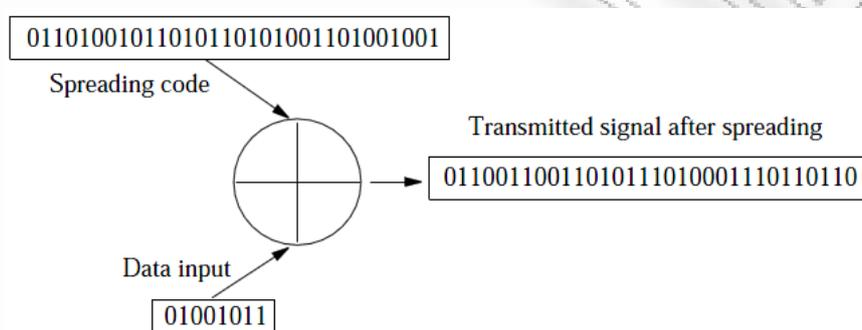 01101001011010110101001101001001
Spreading code
Transmitted signal after spreading
01100110011010111010001110110110
Data input
01001011